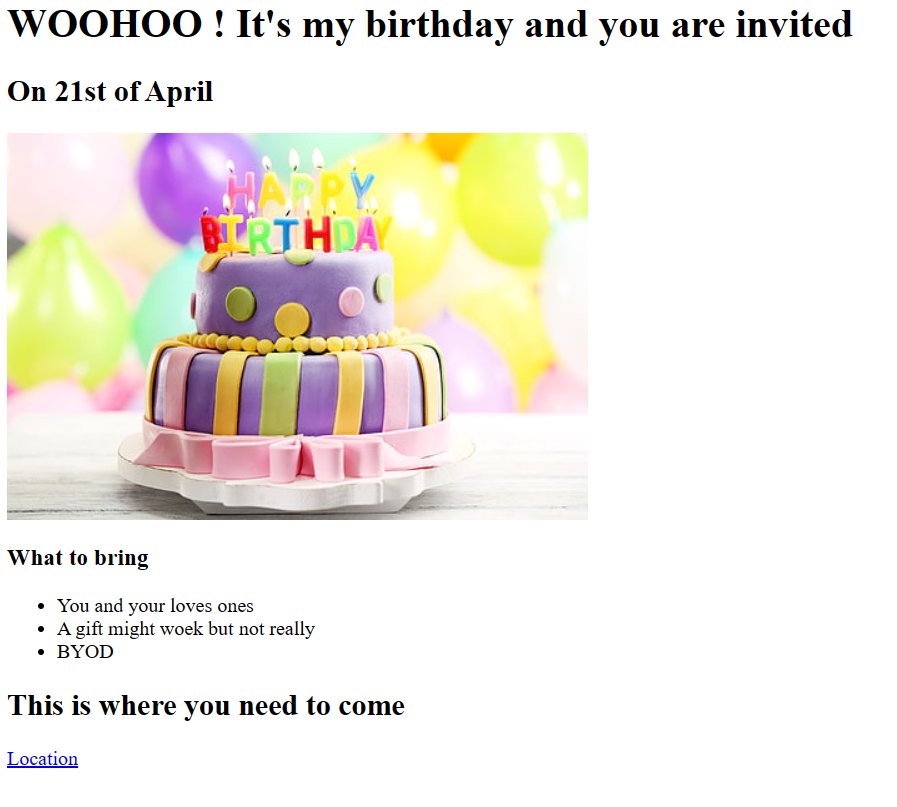 WOOHOO ! It's my birthday and you are invited
On 21st of April
HAPPY
BIRTHDAY
What to bring
You and your loves ones
A gift might woek but not really
BYOD
This is where you need to come
Location